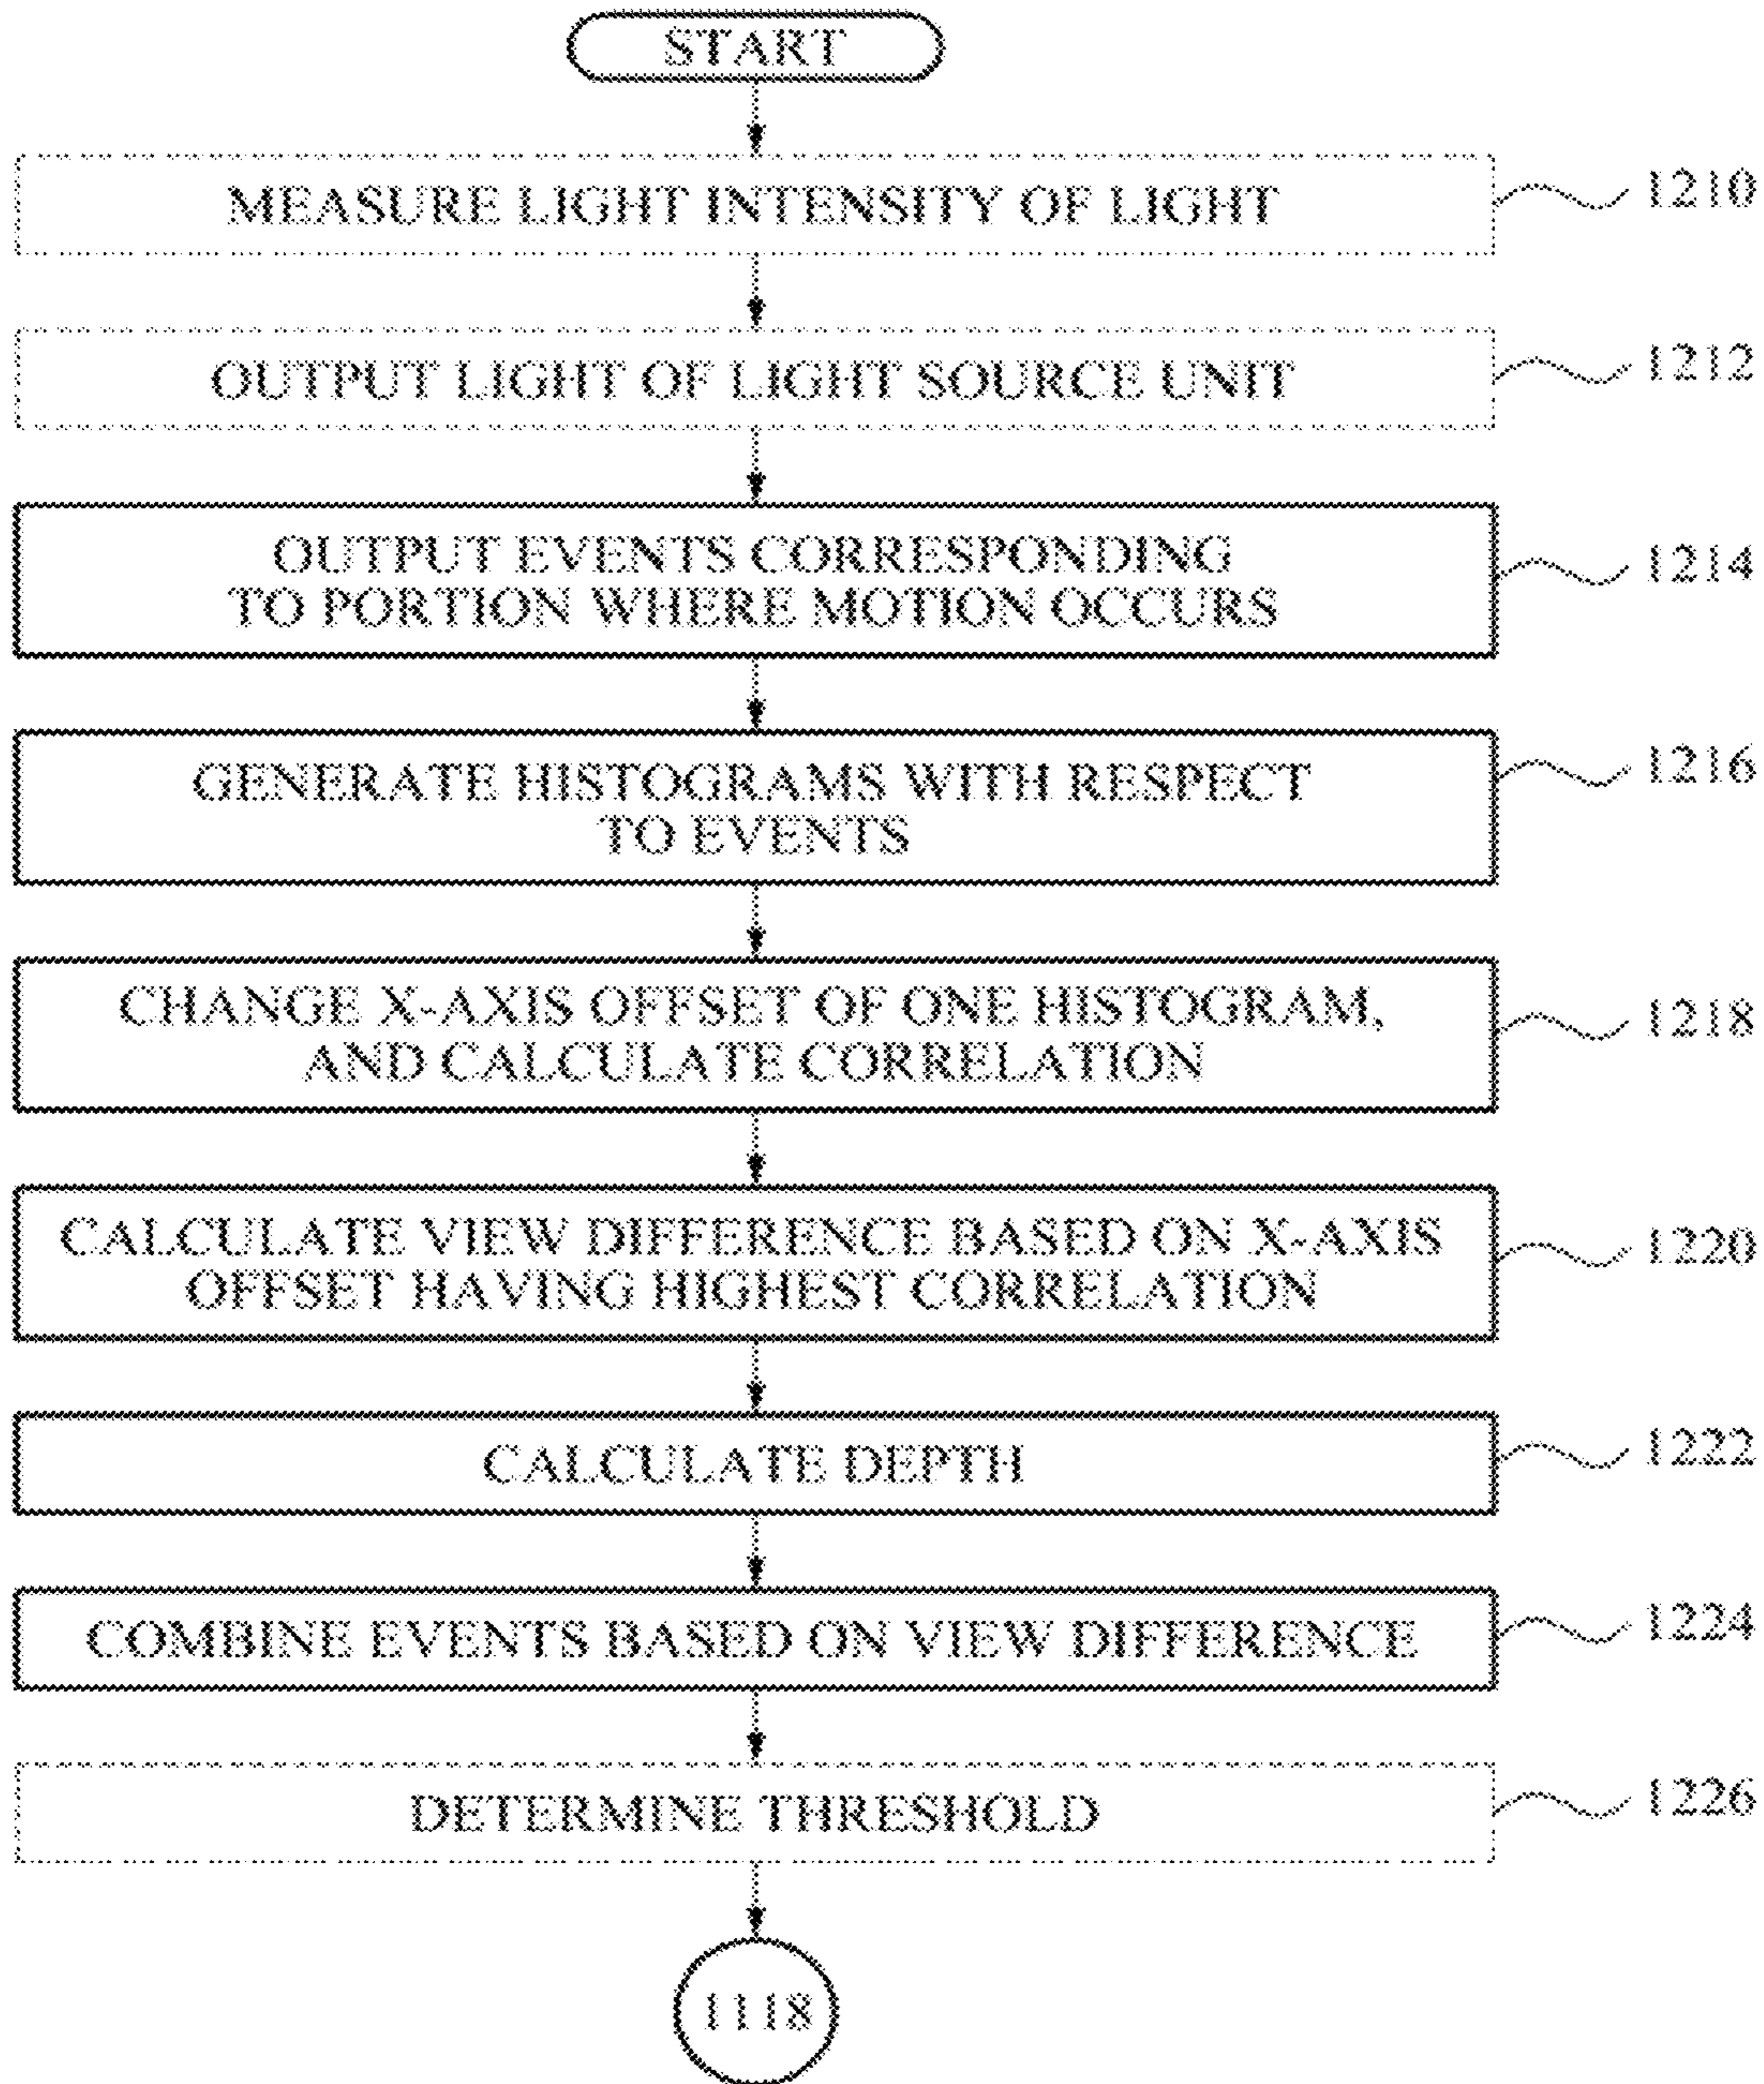 START
MEASURE LIGHT INTENSITY OF LIGHT
1210
OUTPUT LIGHT OF LIGHT SOURCE UNIT
1212
OUTPUT EVENTS CORRESPONDING
TO PORTION WHERE MOTION OCCURS
1214
GENERATE HISTOGRAMS WITH RESPECT
TO EVENTS
1216
CHANGE X-AXIS OFFSET OF ONE HISTOGRAM,
AND CALCULATE CORRELATION
1218
CALCULATE VIEW DIFFERENCE BASED ON X-AXIS
OFFSET HAVING HIGHEST CORRELATION
1220
CALCULATE DEPTH
1222
COMBINE EVENTS BASED ON VIEW DIFFERENCE
1224
DETERMINE THRESHOLD
1226
1118